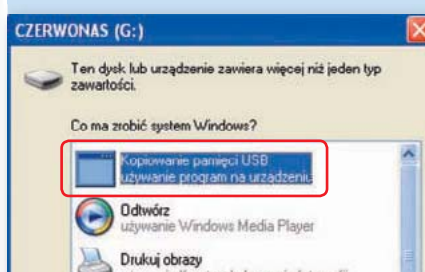 CZERWONAS (G:)
Ten dysk lub urządzenie zawiera więcej niż jeden typ
zawartości.
Co ma zrobić system Windows?
Kopiowanie pamięci USB
używanie program na urządzeniu
Odtwórz
używanie Windows Media Player
Drukuj obrazy